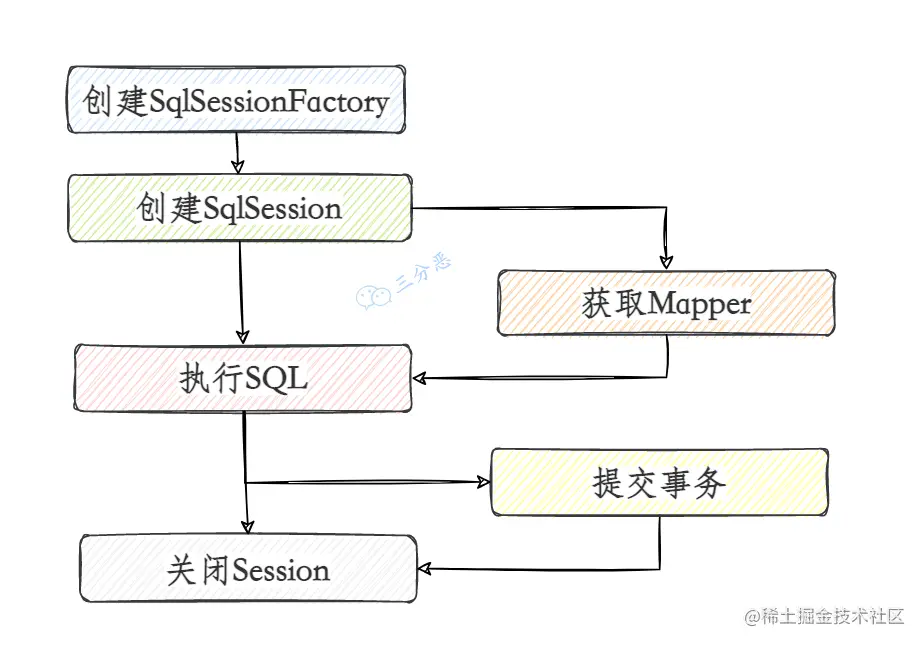 创建SqlSessionFactory
创建SqlSession
三分恶
获取Mapper
执行SQL
提交事务
关闭Session
@稀土掘金技术社区